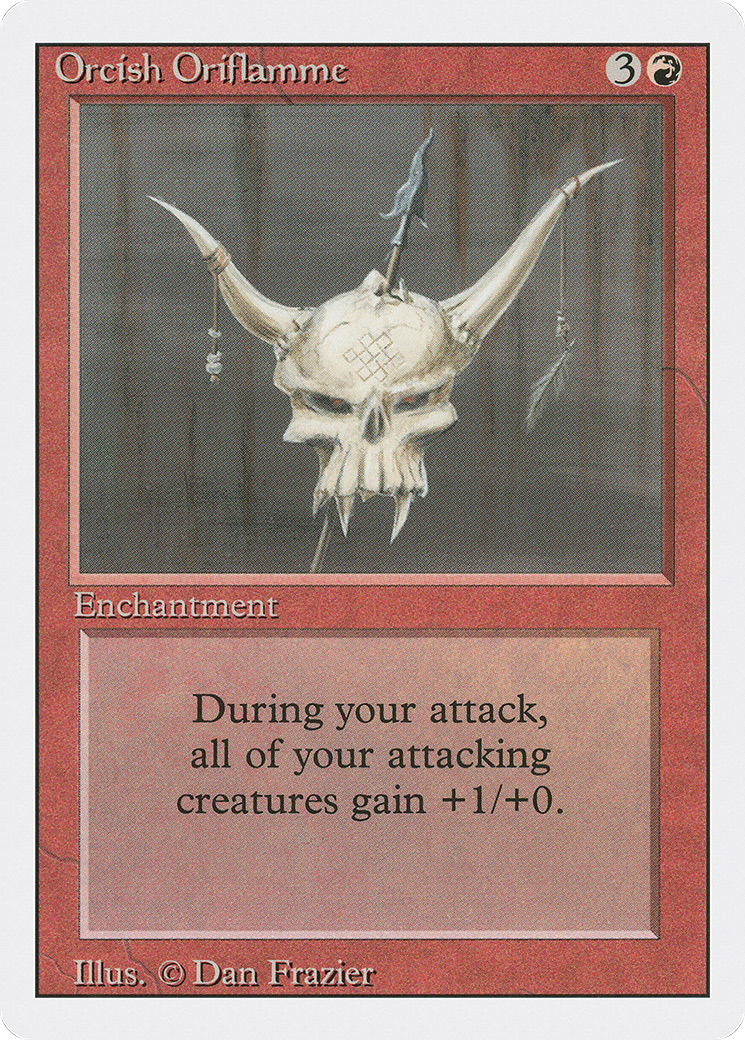 Orcish Oriflamme 3
Enchantment
During your attack,
all of your attacking
creatures gain +1/+0.
Illus. © Dan Frazier